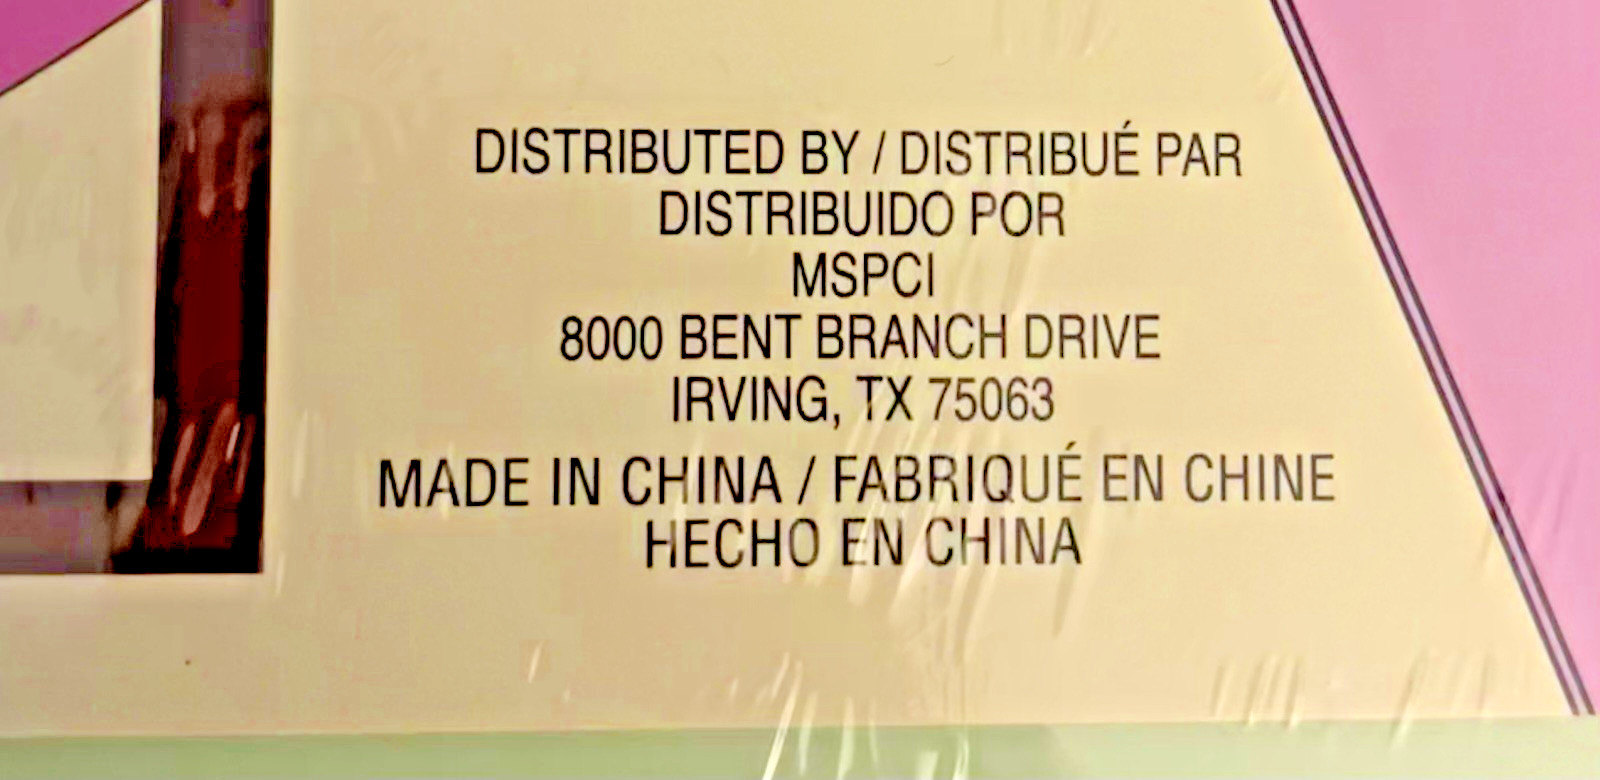 DISTRIBUTED BY / DISTRIBUÉ PAR
DISTRIBUIDO POR
MSPCI
8000 BENT BRANCH DRIVE
IRVING, TX 75063
MADE IN CHINA / FABRIQUÉ EN CHINE
HECHO EN CHINA